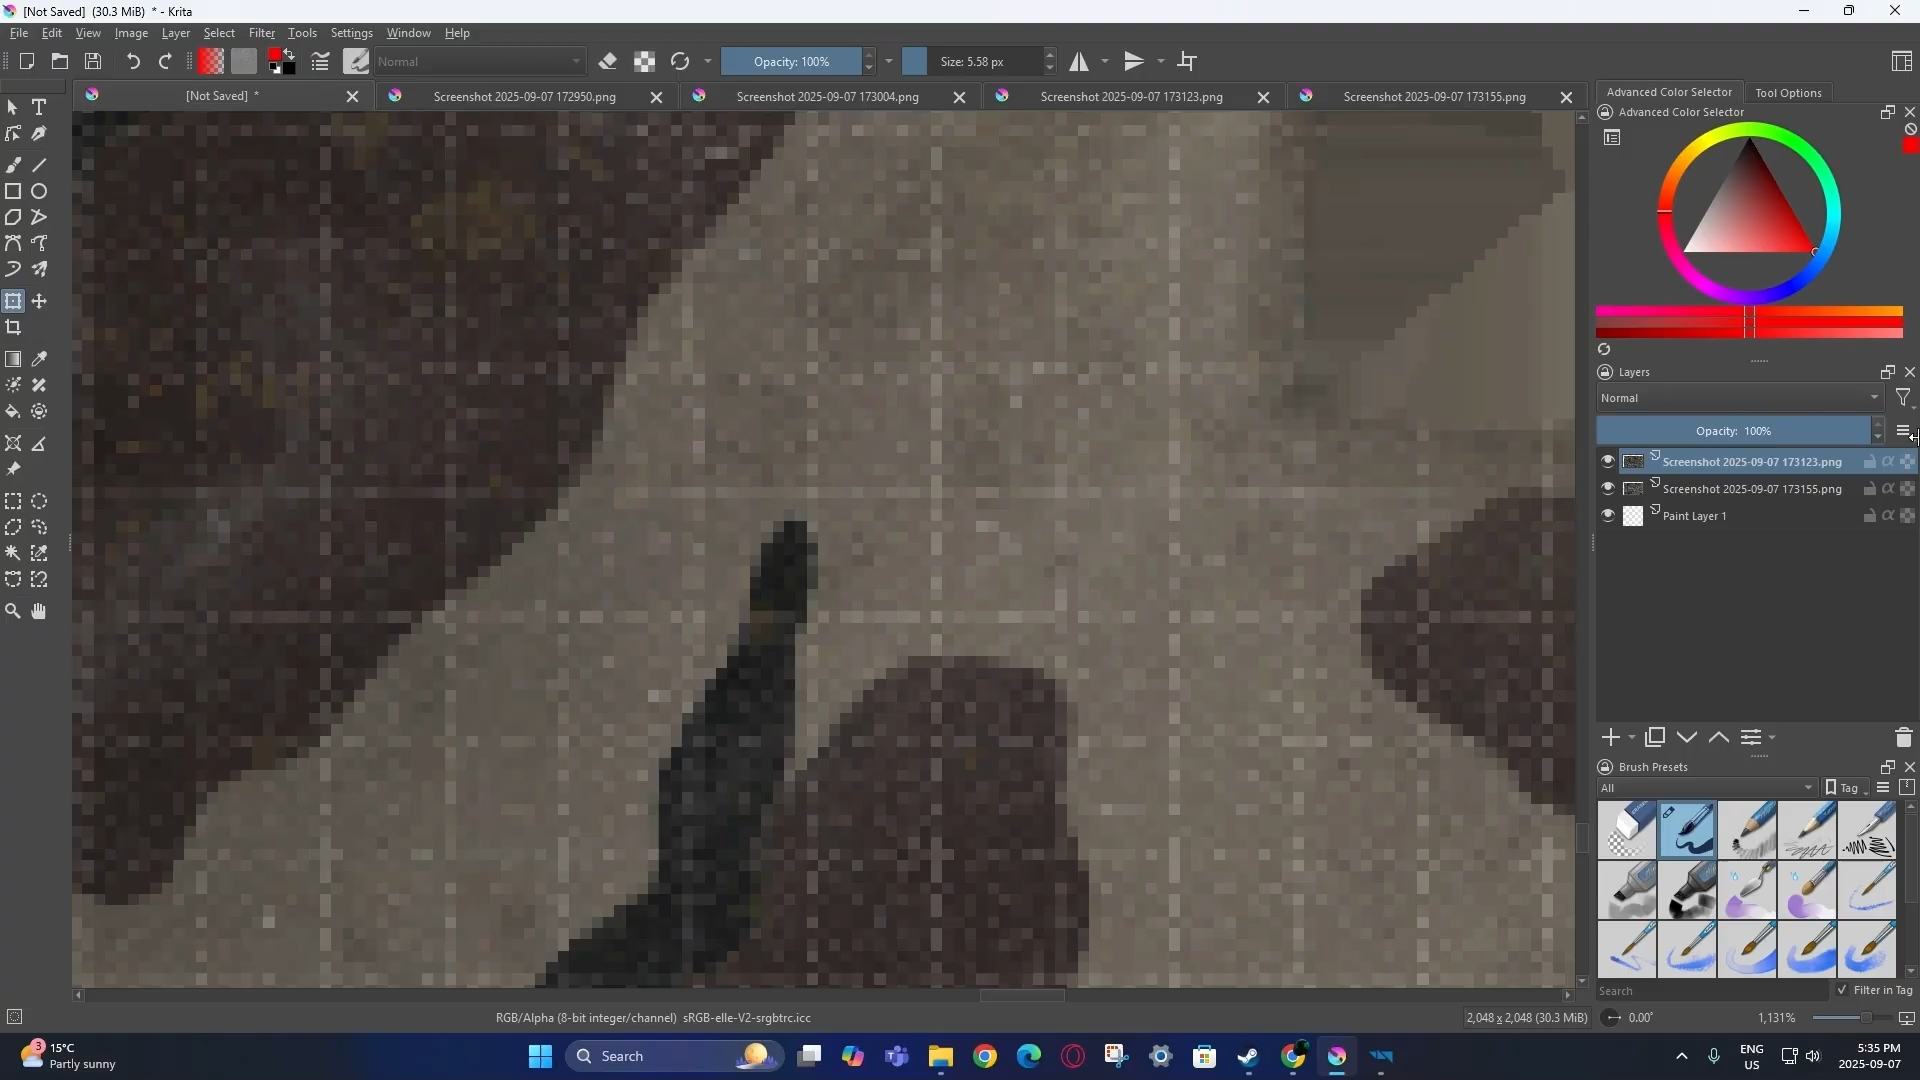 [Not Saved]  (30.3 MiB)  * - Krita
File Edit View Image Layer Select Filter Tools Settings Window Help
Normal
Opacity: 100%
Size: 5.58 px
[Not Saved]  *
Screenshot 2025-09-07 172950.png
Screenshot 2025-09-07 173004.png
Screenshot 2025-09-07 173123.png
Screenshot 2025-09-07 173155.png
Advanced Color Selector
Tool Options
Advanced Color Selector
Layers
Normal
Opacity:  100%
Screenshot 2025-09-07 173123.png
Screenshot 2025-09-07 173155.png
Paint Layer 1
Brush Presets
All
Tag
Search
Filter in Tag
RGB/Alpha (8-bit integer/channel)  sRGB-elle-V2-srgbtrc.icc
2,048 x 2,048 (30.3 MiB)
0.00°
1,131%
3
15°C
Partly sunny
Search
ENG
US
5:35 PM
2025-09-07